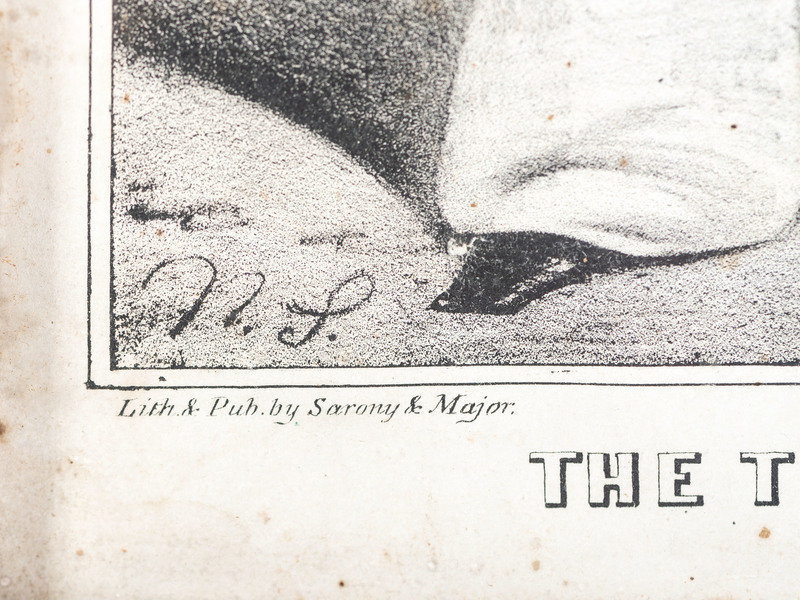 N. S.
Lith. & Pub. by Sarony & Major.
THE T